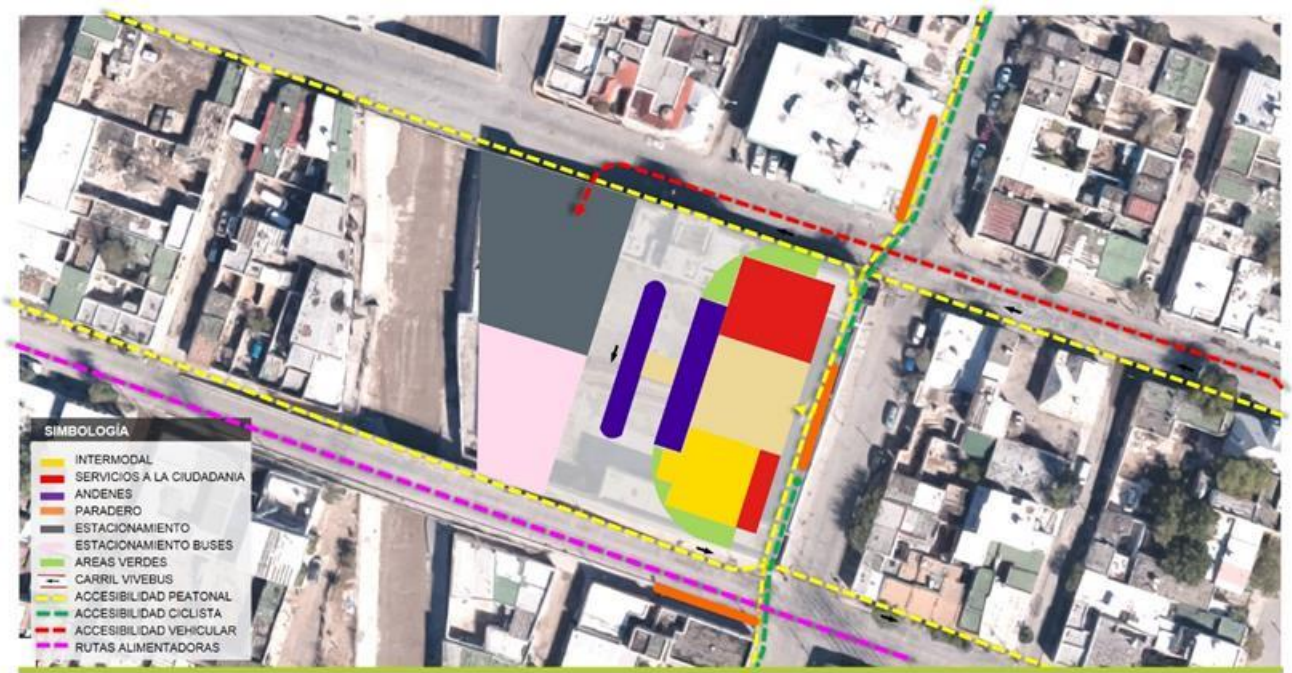 SIMBOLOGÍA
INTERMODAL
SERVICIOS A LA CIUDADANIA
ANDENES
PARADERO
ESTACIONAMIENTO
ESTACIONAMIENTO BUSES
AREAS VERDES
CARRIL VIVEBUS
ACCESIBILIDAD PEATONAL
ACCESIBILIDAD CICLISTA
ACCESIBILIDAD VEHICULAR
RUTAS ALIMENTADORAS